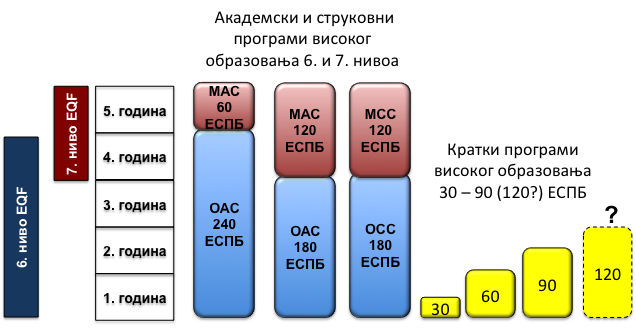 Академски и струковни
програми високог
образовања 6. и 7. нивоа
7. ниво EQF
6. ниво EQF
5. година
4. година
3. година
2. година
1. година
МАС
60
ЕСПБ
ОАС
240
ЕСПБ
МАС
120
ЕСПБ
ОАС
180
ЕСПБ
МСС
120
ЕСПБ
ОСС
180
ЕСПБ
Кратки програми
високог образовања
30 – 90 (120?) ЕСПБ
30
60
90
?
120